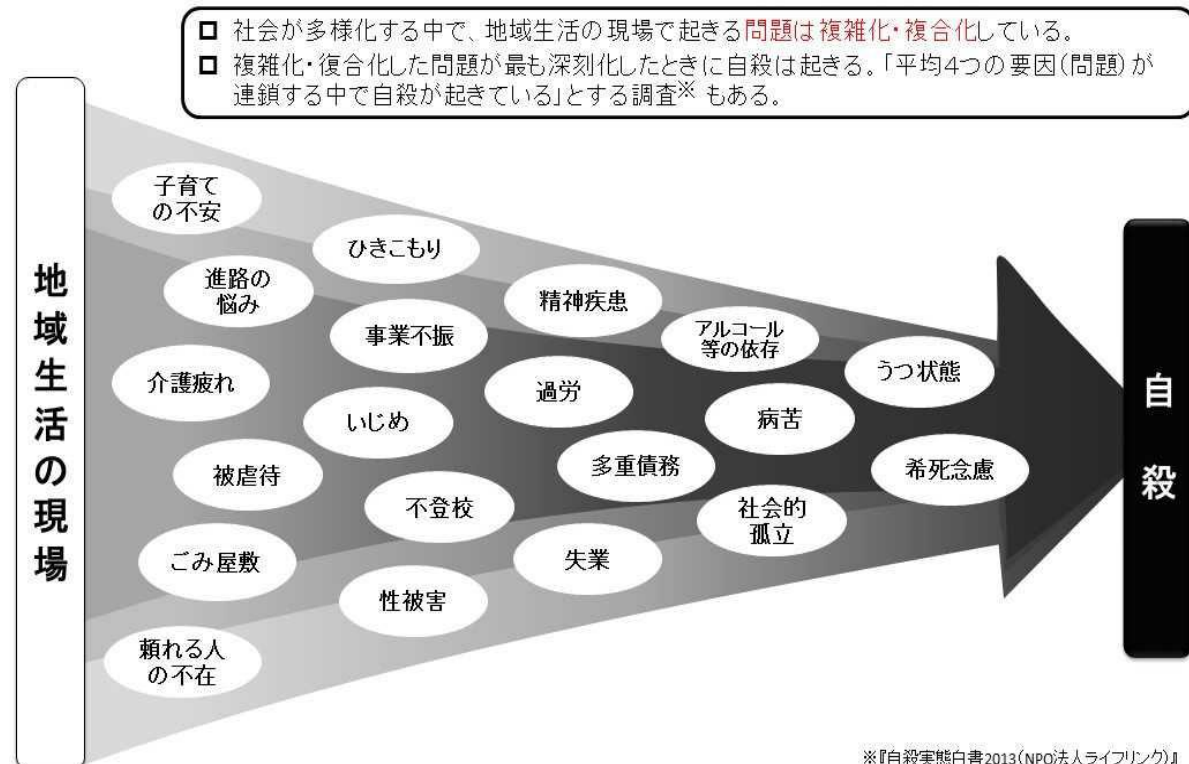 □ 社会が多様化する中で、地域生活の現場で起きる問題は複雑化・複合化している。
□ 複雑化・復合化した問題が最も深刻化したときに自殺は起きる。「平均4つの要因(問題)が
連鎖する中で自殺が起きている」とする調査※ もある。
地域生活の現場
子育て
の不安
ひきこもり
進路の
悩み
精神疾患
事業不振
アルコール
等の依存
うつ状態
介護疲れ
過労
いじめ
病苦
被虐待
多重債務
希死念慮
不登校
社会的
孤立
ごみ屋敷
失業
性被害
頼れる人
の不在
自殺
※『自殺実態白書2013(NPO法人ライフリンク)』